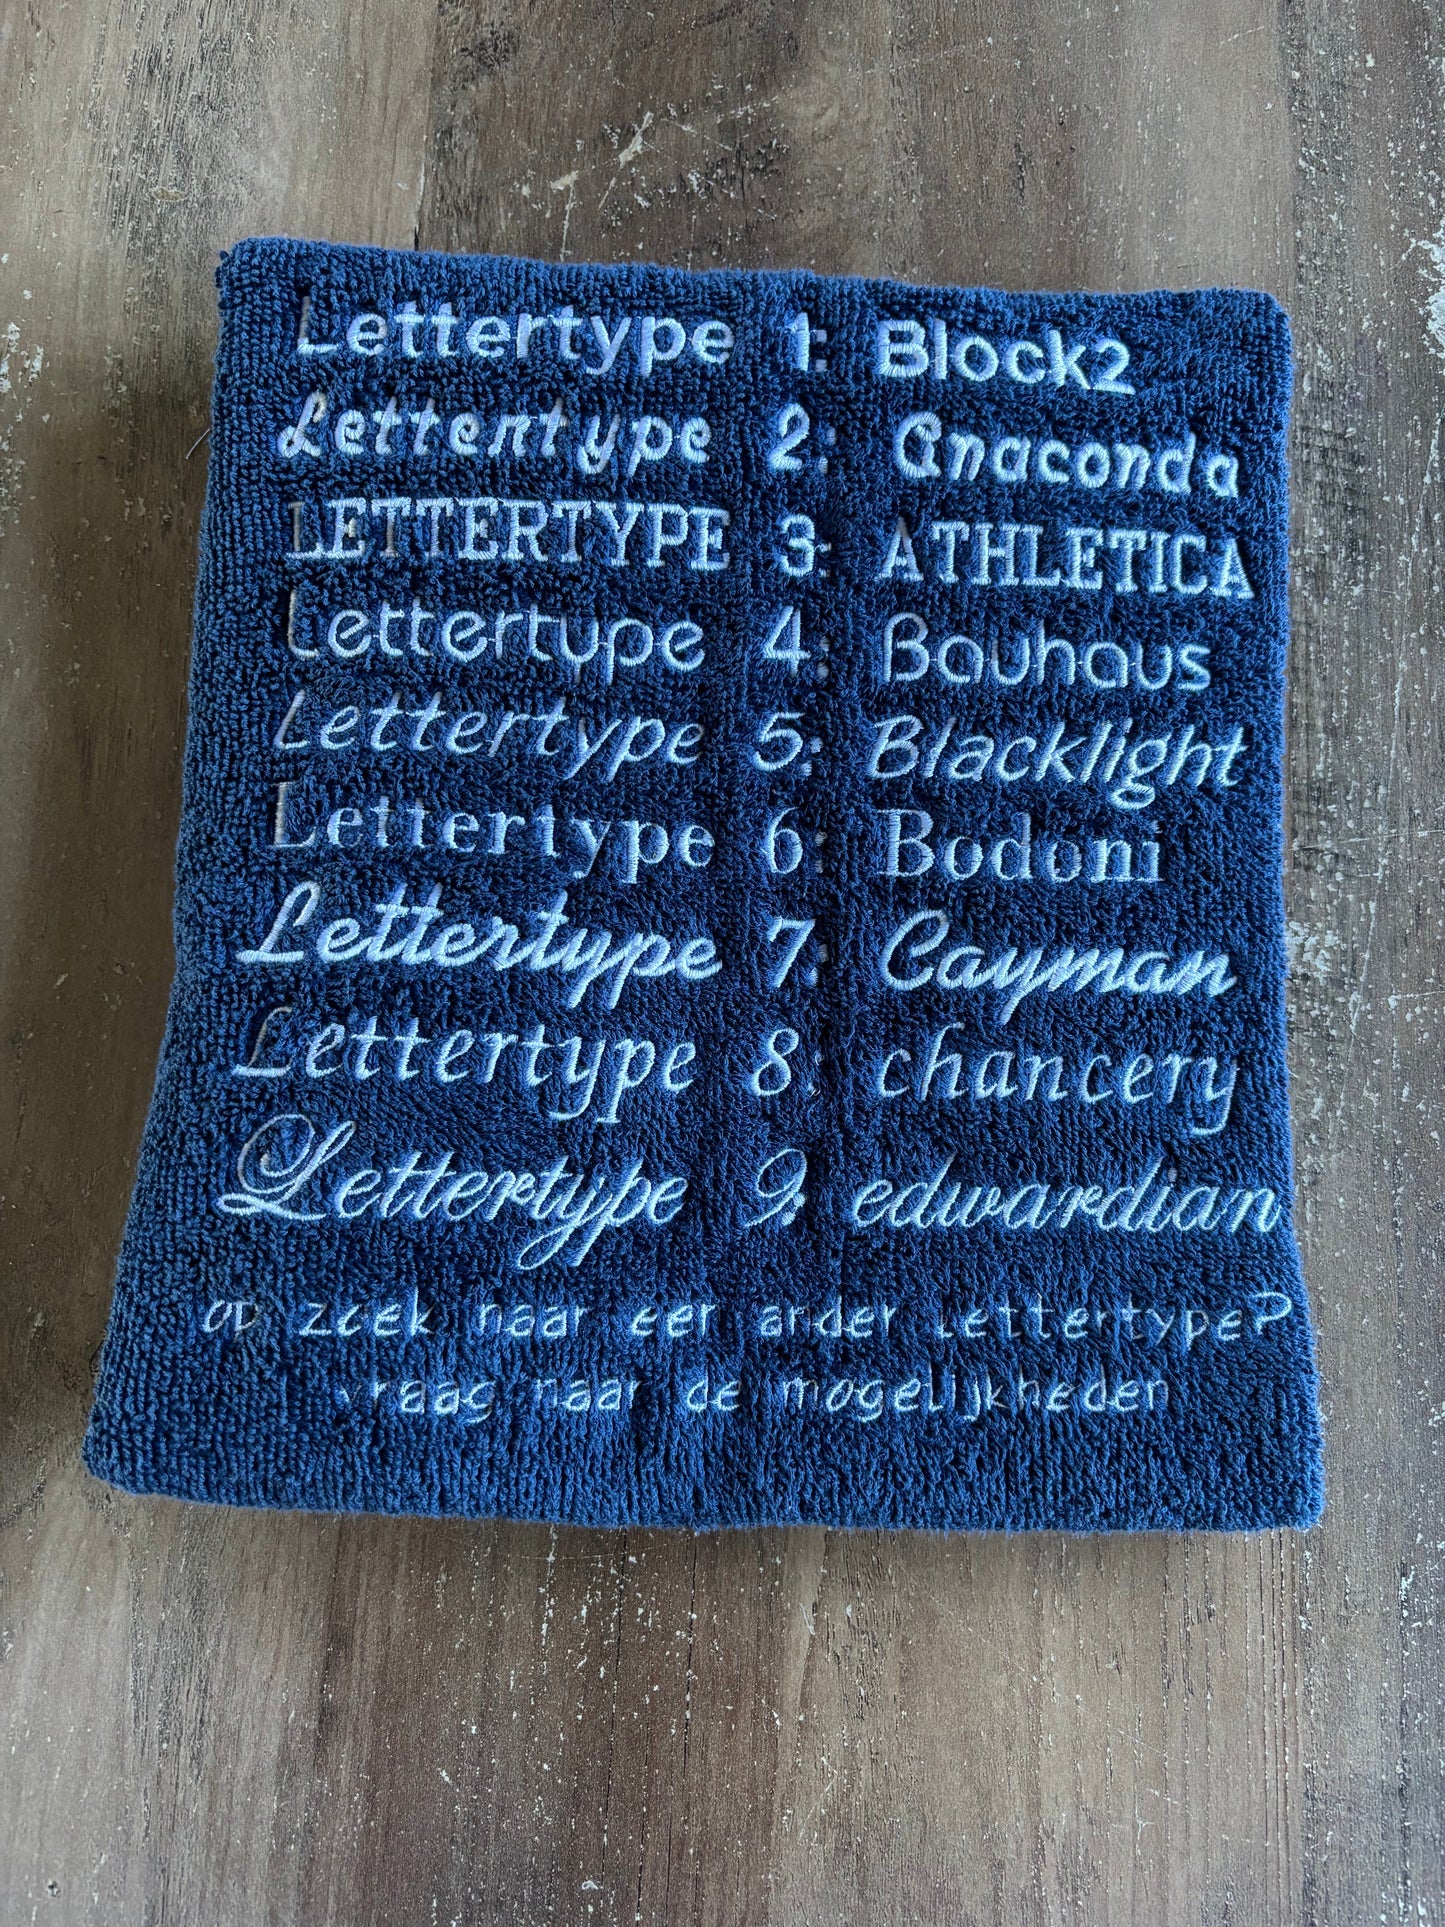 Lettertype 1: Block2
Lettertype 2: Anaconda
LETTERTYPE 3: ATHLETICA
Lettertype 4: Bauhaus
Lettertype 5: Blacklight
Lettertype 6: Bodoni
Lettertype 7: Cayman
Lettertype 8: chancery
Lettertype 9: edwardian
op zoek naar een ander lettertype?
vraag naar de mogelijkheden